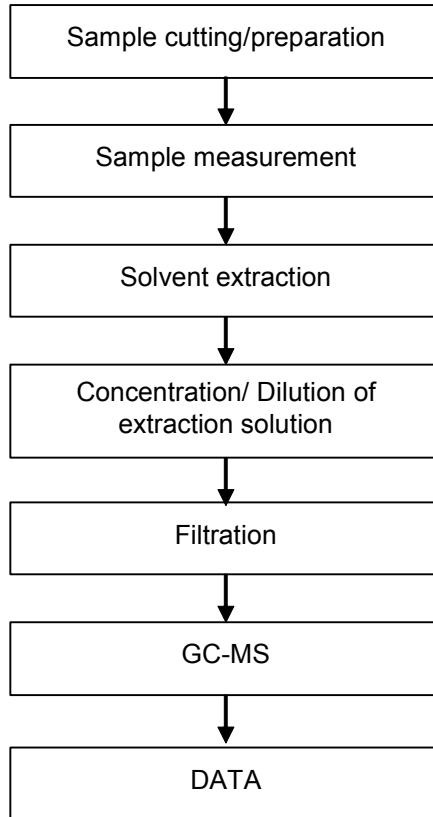 Sample cutting/preparation
Sample measurement
Solvent extraction
Concentration/ Dilution of
extraction solution
Filtration
GC-MS
DATA